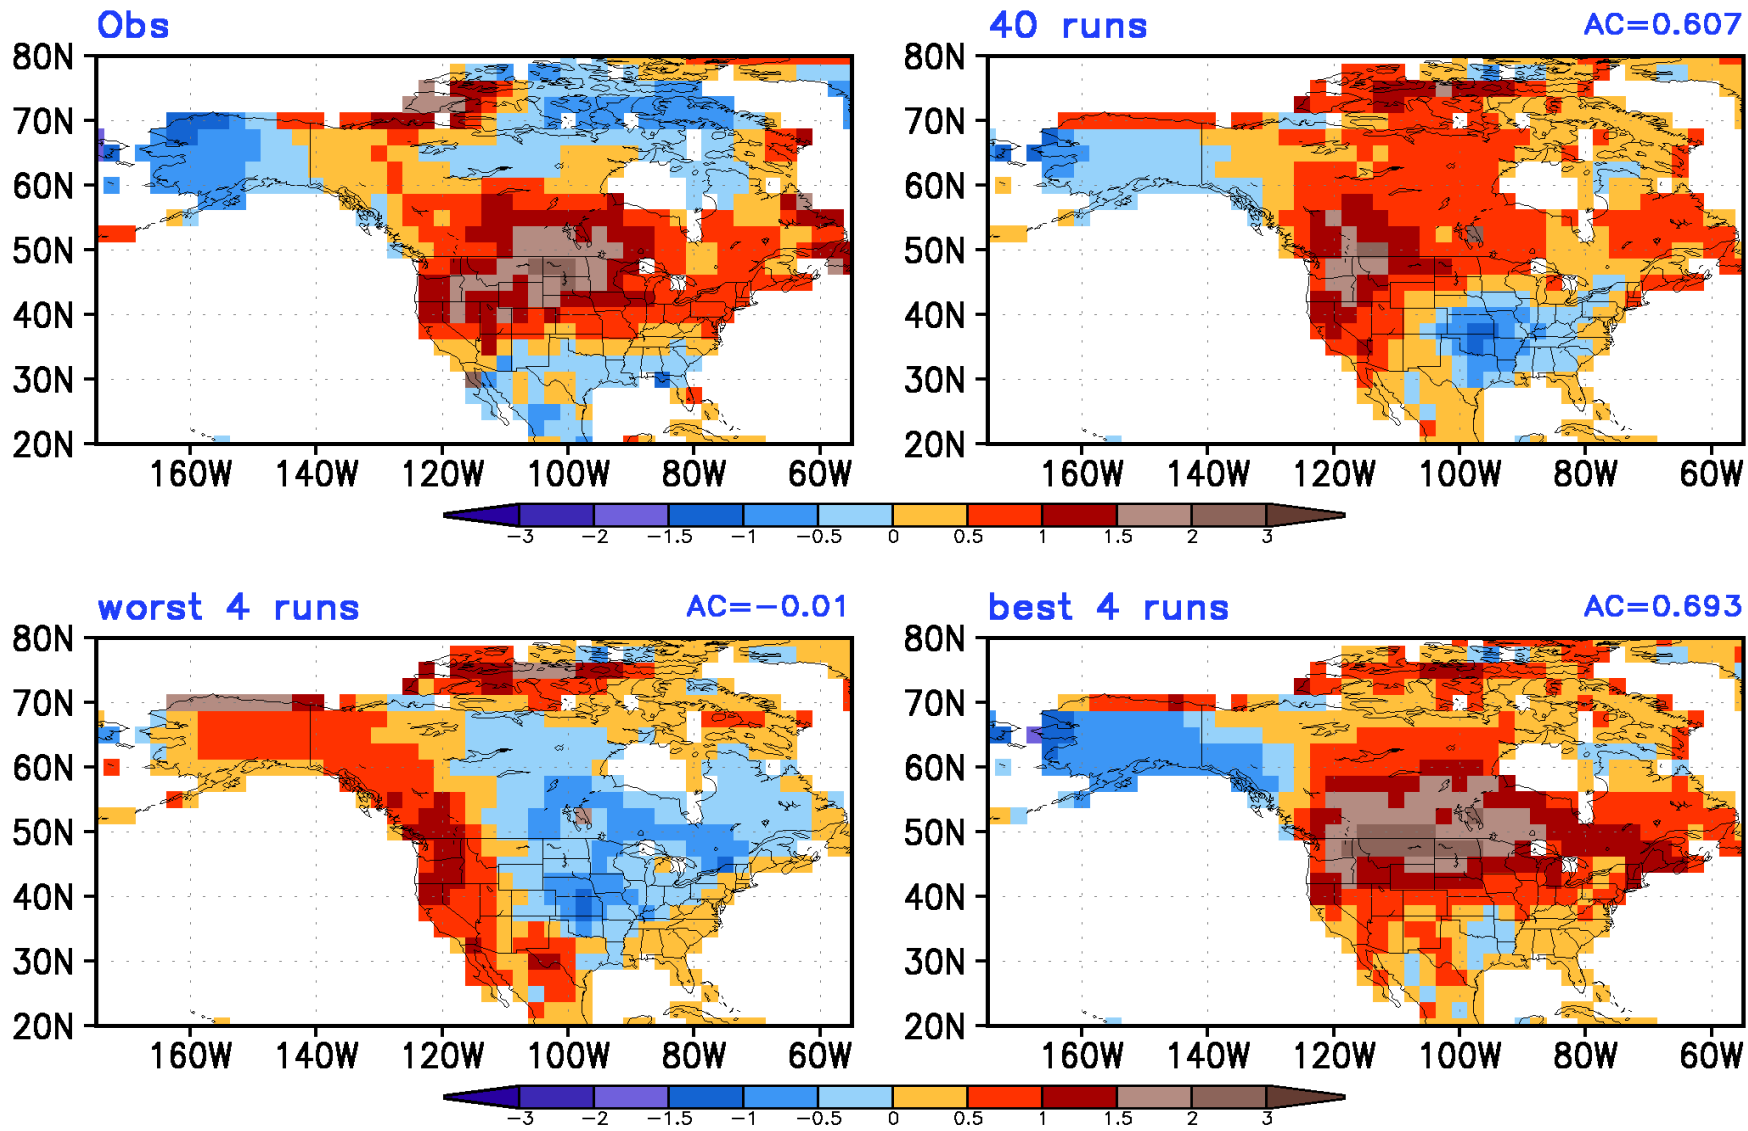 Obs
40 runs AC=0.607
80N 80N
70N 70N
60N 60N
50N 50N
40N 40N
30N 30N
20N 20N
160W 140W 120W 100W 80W 60W 160W 140W 120W 100W 80W 60W
−3 −2 −1.5 −1 −0.5 0 0.5 1 1.5 2 3
worst 4 runs AC=−0.01 best 4 runs AC=0.693
80N 80N
70N 70N
60N 60N
50N 50N
40N 40N
30N 30N
20N 20N
160W 140W 120W 100W 80W 60W 160W 140W 120W 100W 80W 60W
−3 −2 −1.5 −1 −0.5 0 0.5 1 1.5 2 3